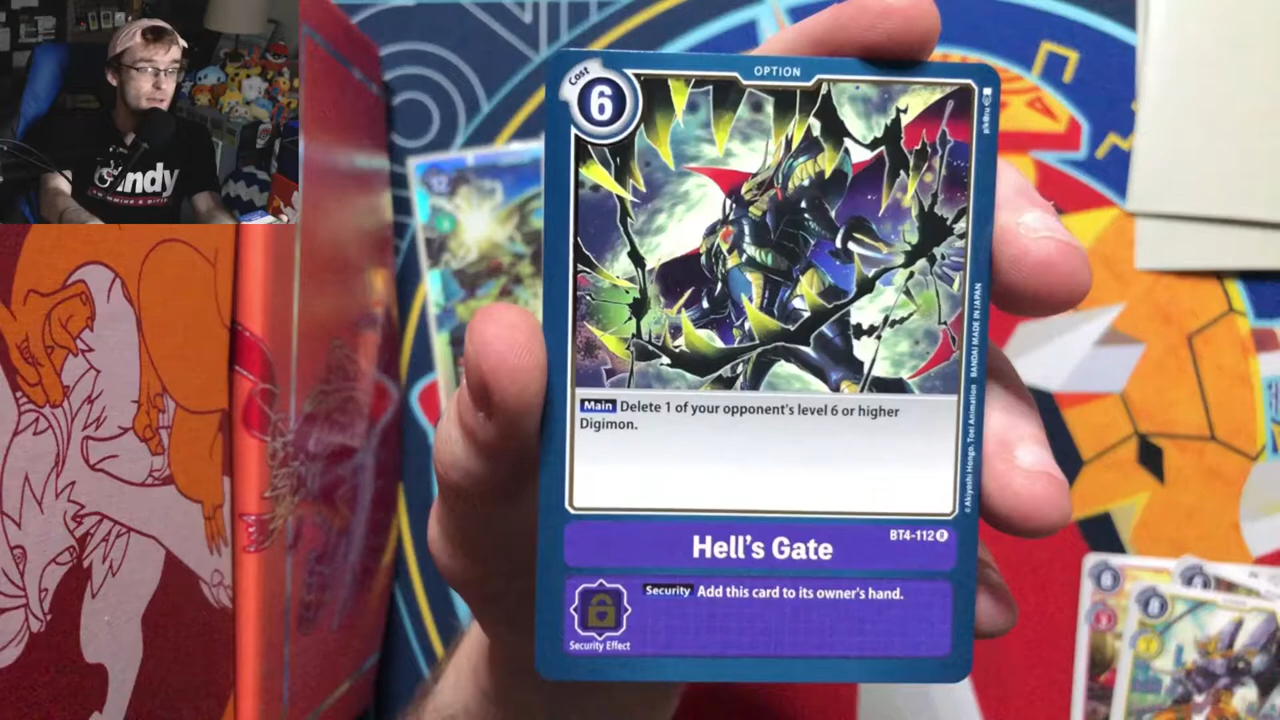 OPTION
Cost
6
Main Delete 1 of your opponent's level 6 or higher
Digimon.
BT4-112 R
Hell's Gate
Security Add this card to its owner's hand.
Security Effect
© Akiyoshi Hongo, Toei Animation BANDAI MADE IN JAPAN
12